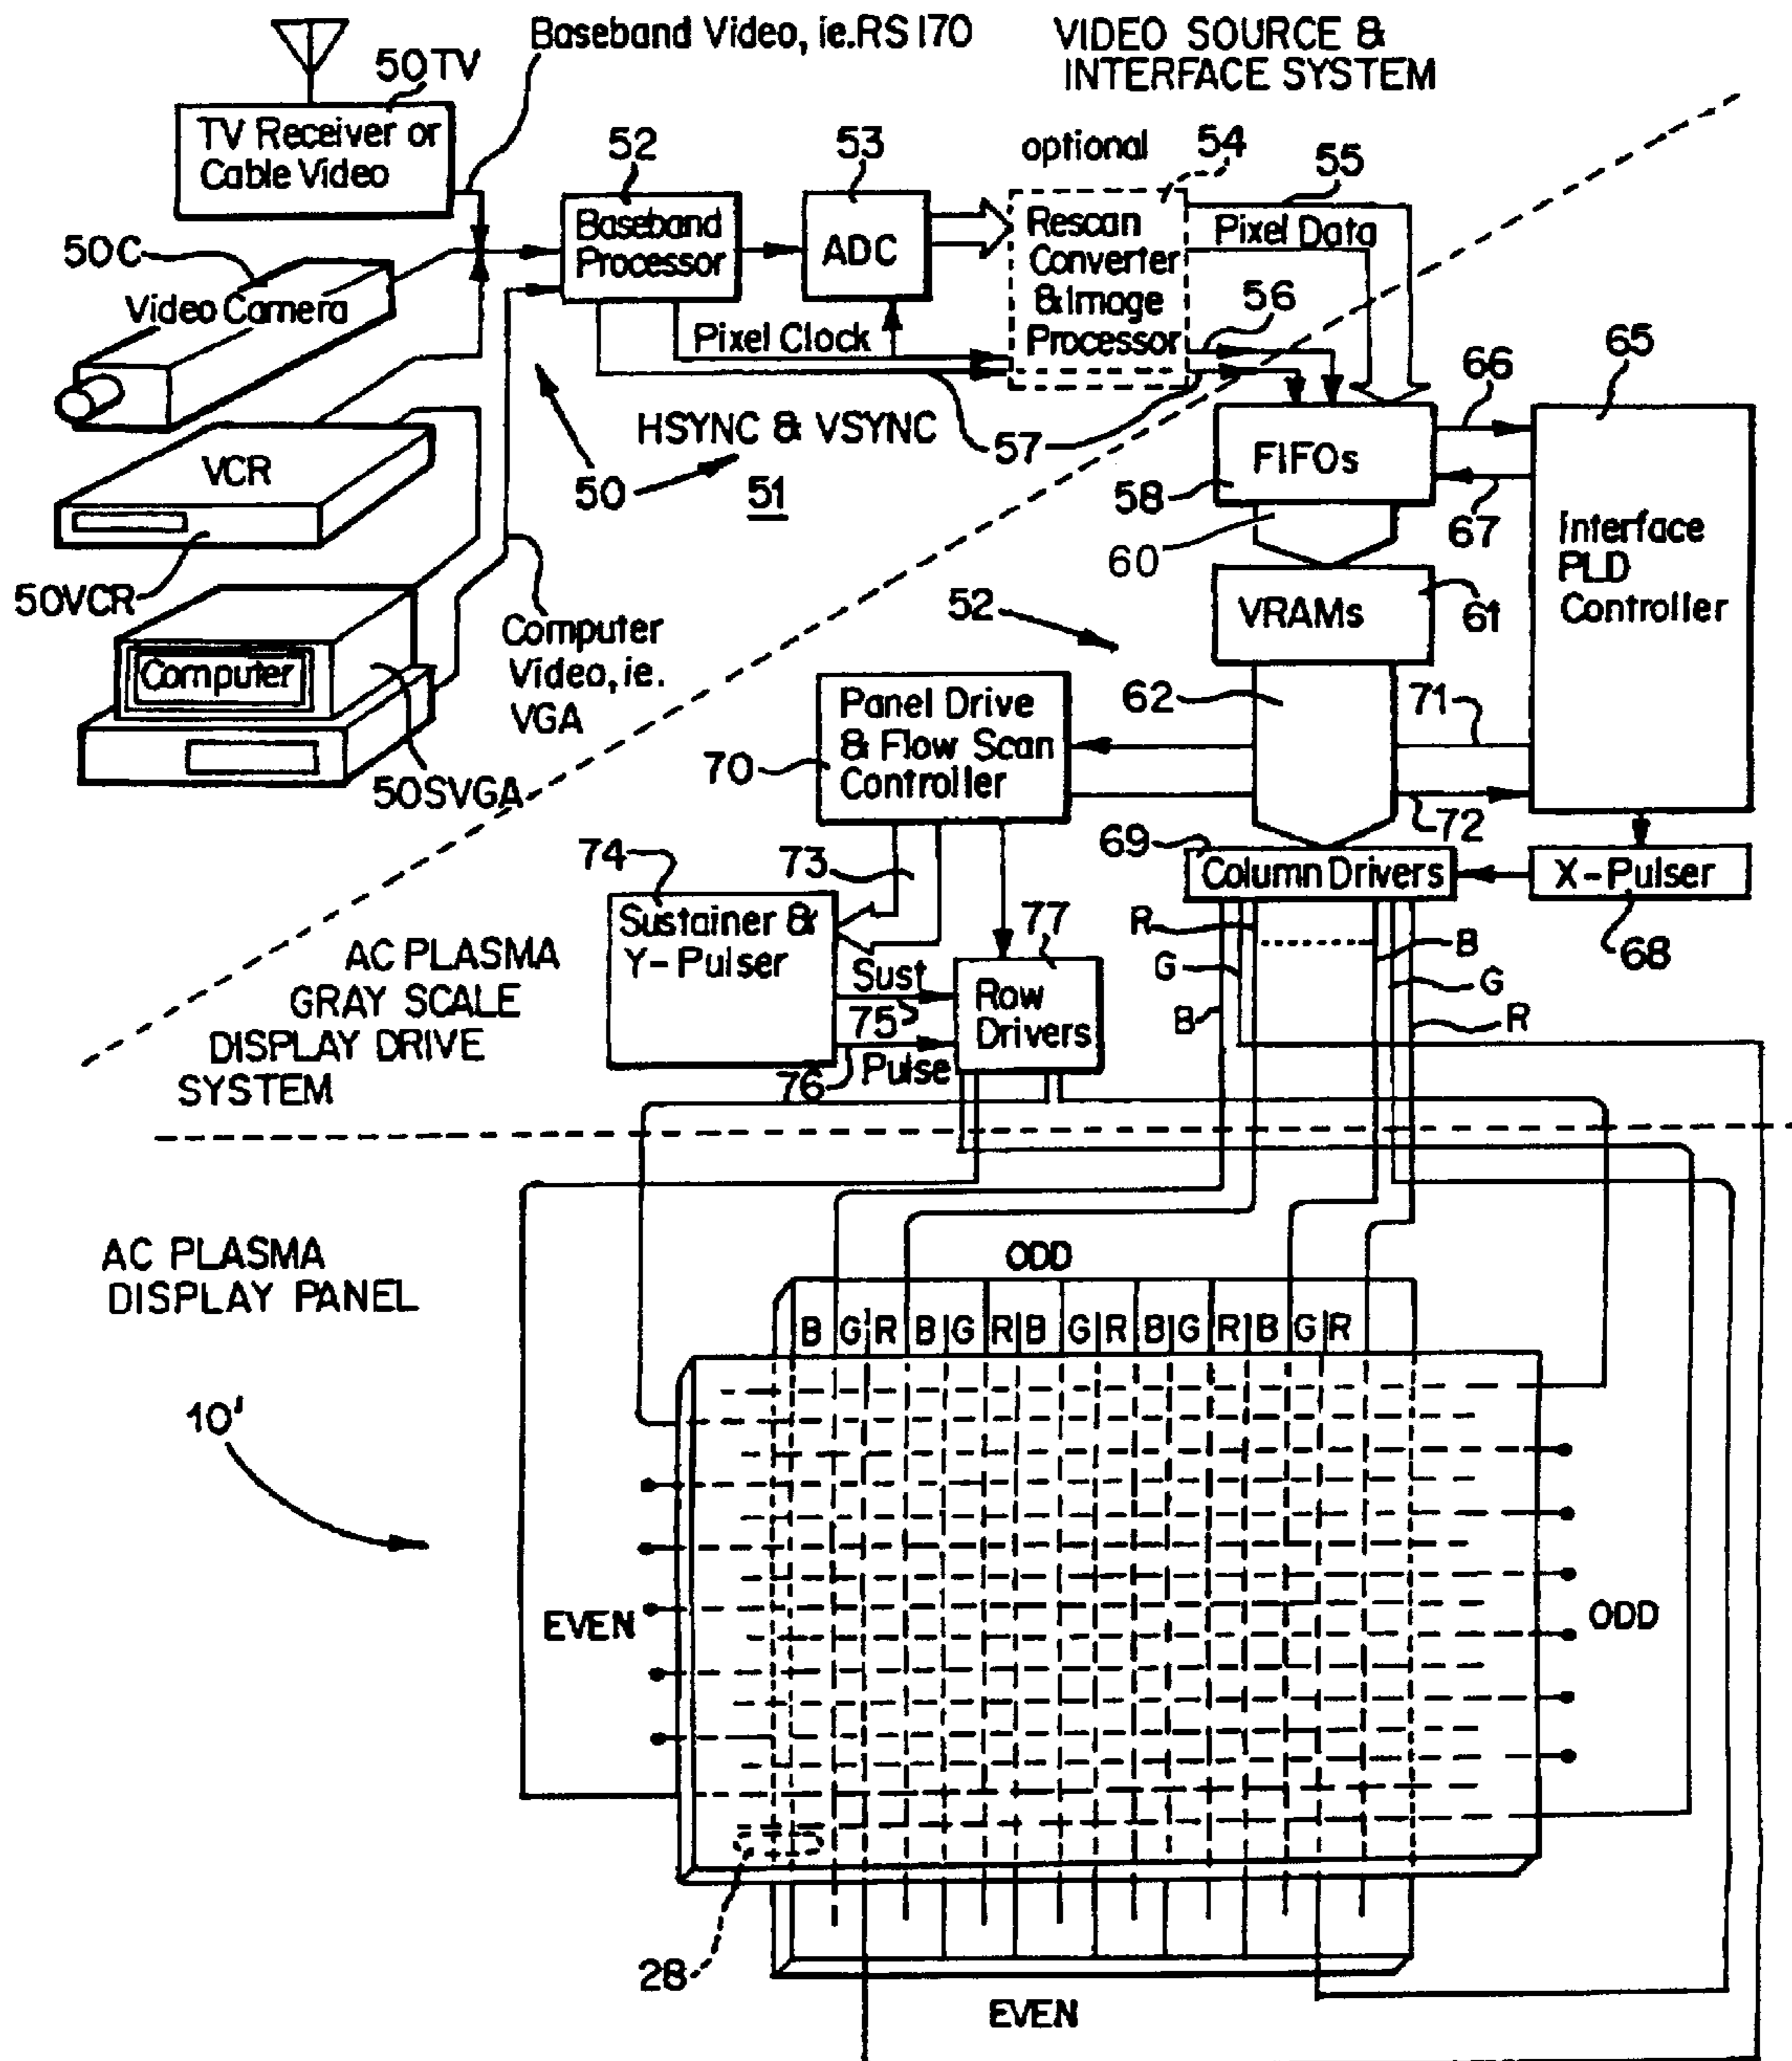 Baseband Video, ie.RS 170
VIDEO SOURCE &
INTERFACE SYSTEM
50TV
TV Receiver or
Cable Video
52
53
optional
54
55
Baseband
Processor
ADC
Rescan
Converter
& Image
Processor
Pixel Data
50C
Video Camera
Pixel Clock
56
65
66
HSYNC & VSYNC
57
FIFOs
VCR
50
51
58
67
60
Interface
PLD
Controller
50VCR
52
VRAMs
61
Computer
Computer
Video, ie.
VGA
62
71
Panel Drive
& Flow Scan
Controller
70
50SVGA
72
69
74
73
Column Drivers
X-Pulser
Sustainer &
Y-Pulser
77
R
B
68
AC PLASMA
GRAY SCALE
DISPLAY DRIVE
SYSTEM
Sust
G
G
75
Row
Drivers
B
R
76
Pulse
AC PLASMA
DISPLAY PANEL
ODD
B G R B G R B G R B G R B G R
10'
EVEN
ODD
28
EVEN